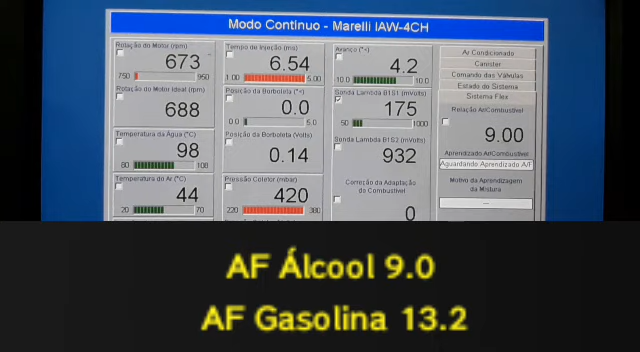 Modo Contínuo - Marelli IAW-4CH
Rotação do Motor (rpm)
673
750
950
Rotação do Motor Ideal (rpm)
688
Temperatura da Água (°C)
98
80
108
Temperatura do Ar (°C)
44
20
70
Tempo de Injeção (ms)
6.54
1.00
5.00
Posição da Borboleta (°<)
0.0
0.0
5.0
Posição da Borboleta (Volts)
0.14
Pressão Coletor (mbar)
420
220
380
Avanço (°<)
4.2
10.0
10.0
Sonda Lambda B1S1 (mVolts)
175
50
1000
Sonda Lambda B1S2 (mVolts)
932
Correção da Adaptação
do Combustível
0
Ar Condicionado
Canister
Comando das Válvulas
Estado do Sistema
Sistema Flex
Relação Ar/Combustível
9.00
Aprendizado Ar/Combustível
Aguardando Aprendizado A/F
Motivo da Aprendizagem
da Mistura
---
AF Álcool 9.0
AF Gasolina 13.2